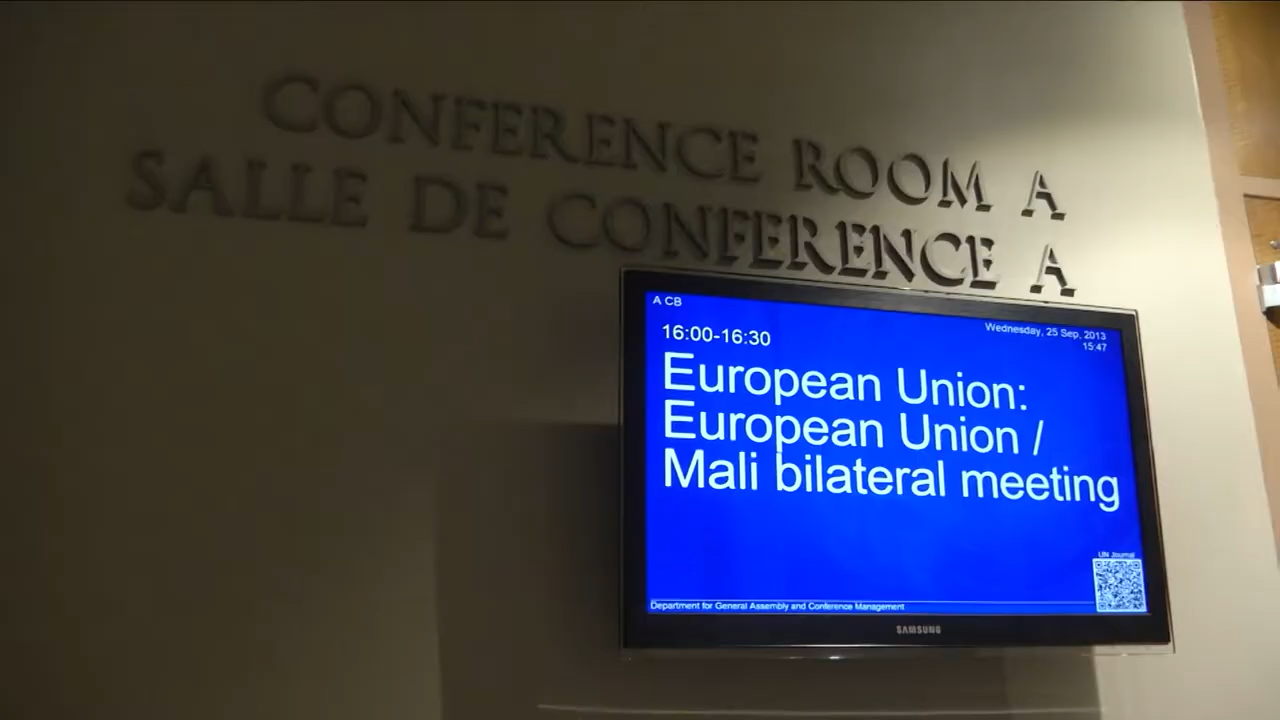 CONFERENCE ROOM A
SALLE DE CONFERENCE A
A CB
Wednesday, 25 Sep, 2013
15:47
16:00-16:30
European Union:
European Union /
Mali bilateral meeting
UN Journal
Department for General Assembly and Conference Management
SAMSUNG